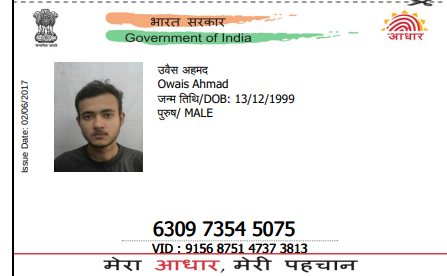 भारत सरकार
Government of India
आधार
Issue Date: 02/06/2017
उवैस अहमद
Owais Ahmad
जन्म तिथि/DOB: 13/12/1999
पुरुष/ MALE
6309 7354 5075
VID : 9156 8751 4737 3813
मेरा आधार, मेरी पहचान